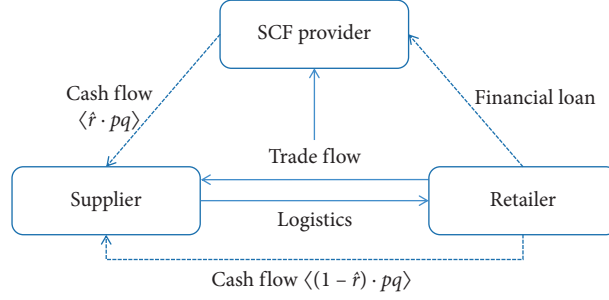 SCF provider
Cash flow
⟨r̂ · pq⟩
Financial loan
Trade flow
Supplier
Retailer
Logistics
Cash flow ⟨(1 – r̂) · pq⟩